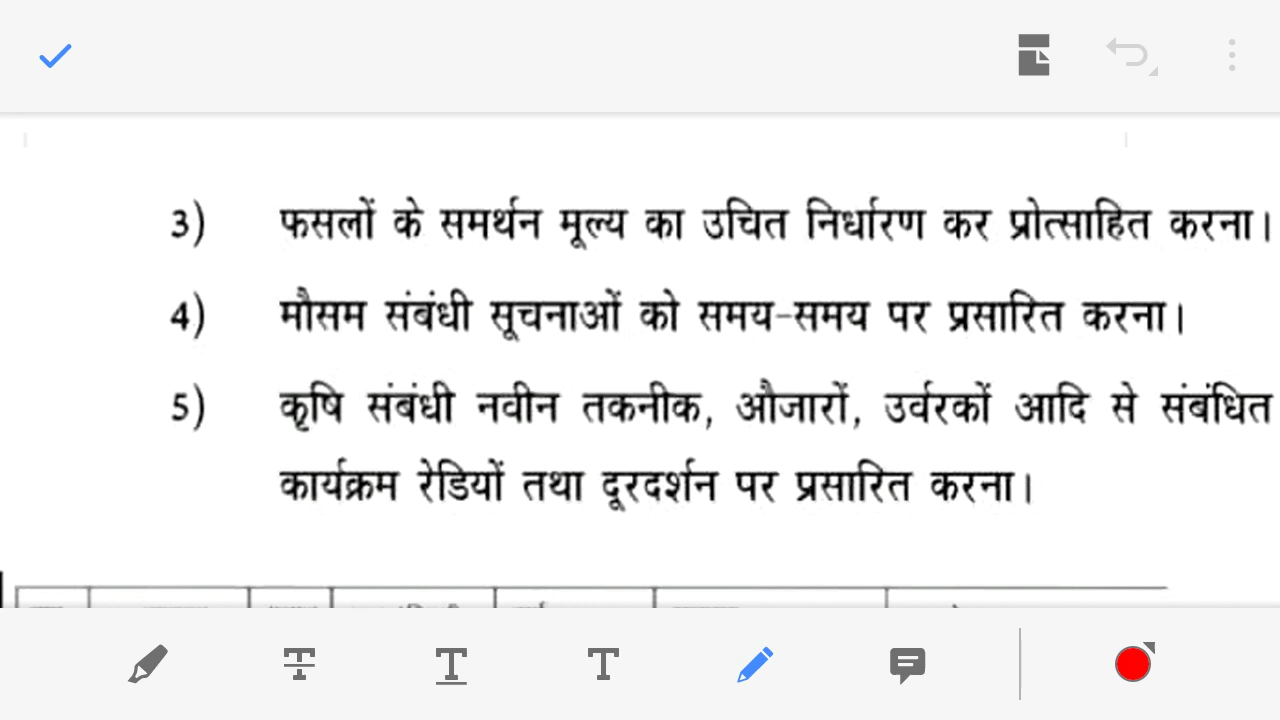 3) फसलों के समर्थन मूल्य का उचित निर्धारण कर प्रोत्साहित करना।
4) मौसम संबंधी सूचनाओं को समय-समय पर प्रसारित करना।
5) कृषि संबंधी नवीन तकनीक, औजारों, उर्वरकों आदि से संबंधित
कार्यक्रम रेडियों तथा दूरदर्शन पर प्रसारित करना।